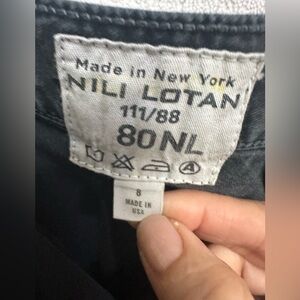 Made in New York
NILI LOTAN
111/88
80NL
A
8
MADE IN
USA